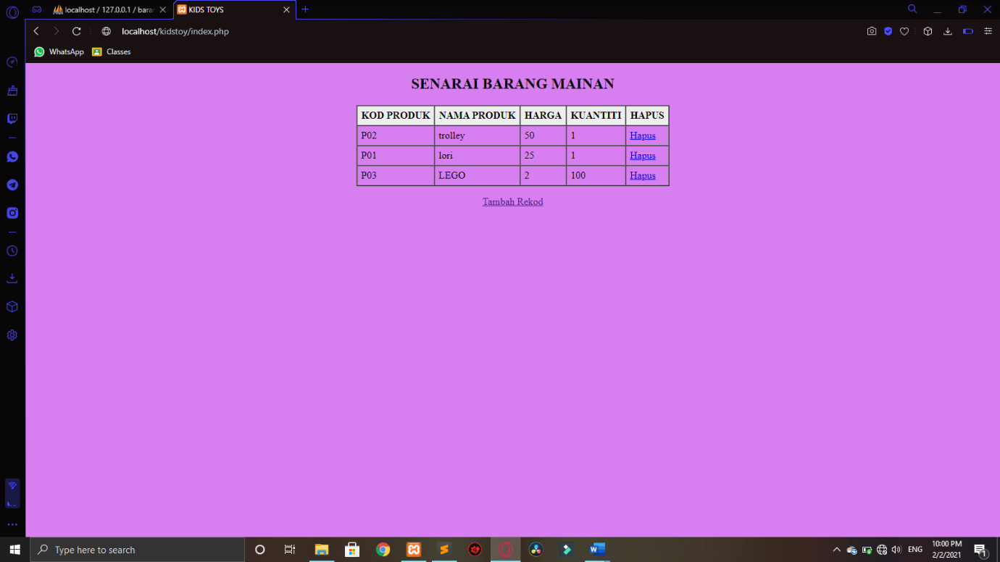 localhost / 127.0.0.1 / bara
KIDS TOYS
localhost/kidstoy/index.php
WhatsApp
Classes
SENARAI BARANG MAINAN
KOD PRODUK NAMA PRODUK HARGA KUANTITI HAPUS
P02 trolley 50 1 Hapus
P01 lori 25 1 Hapus
P03 LEGO 2 100 Hapus
Tambah Rekod
Type here to search
ENG
10:00 PM
2/2/2021
1